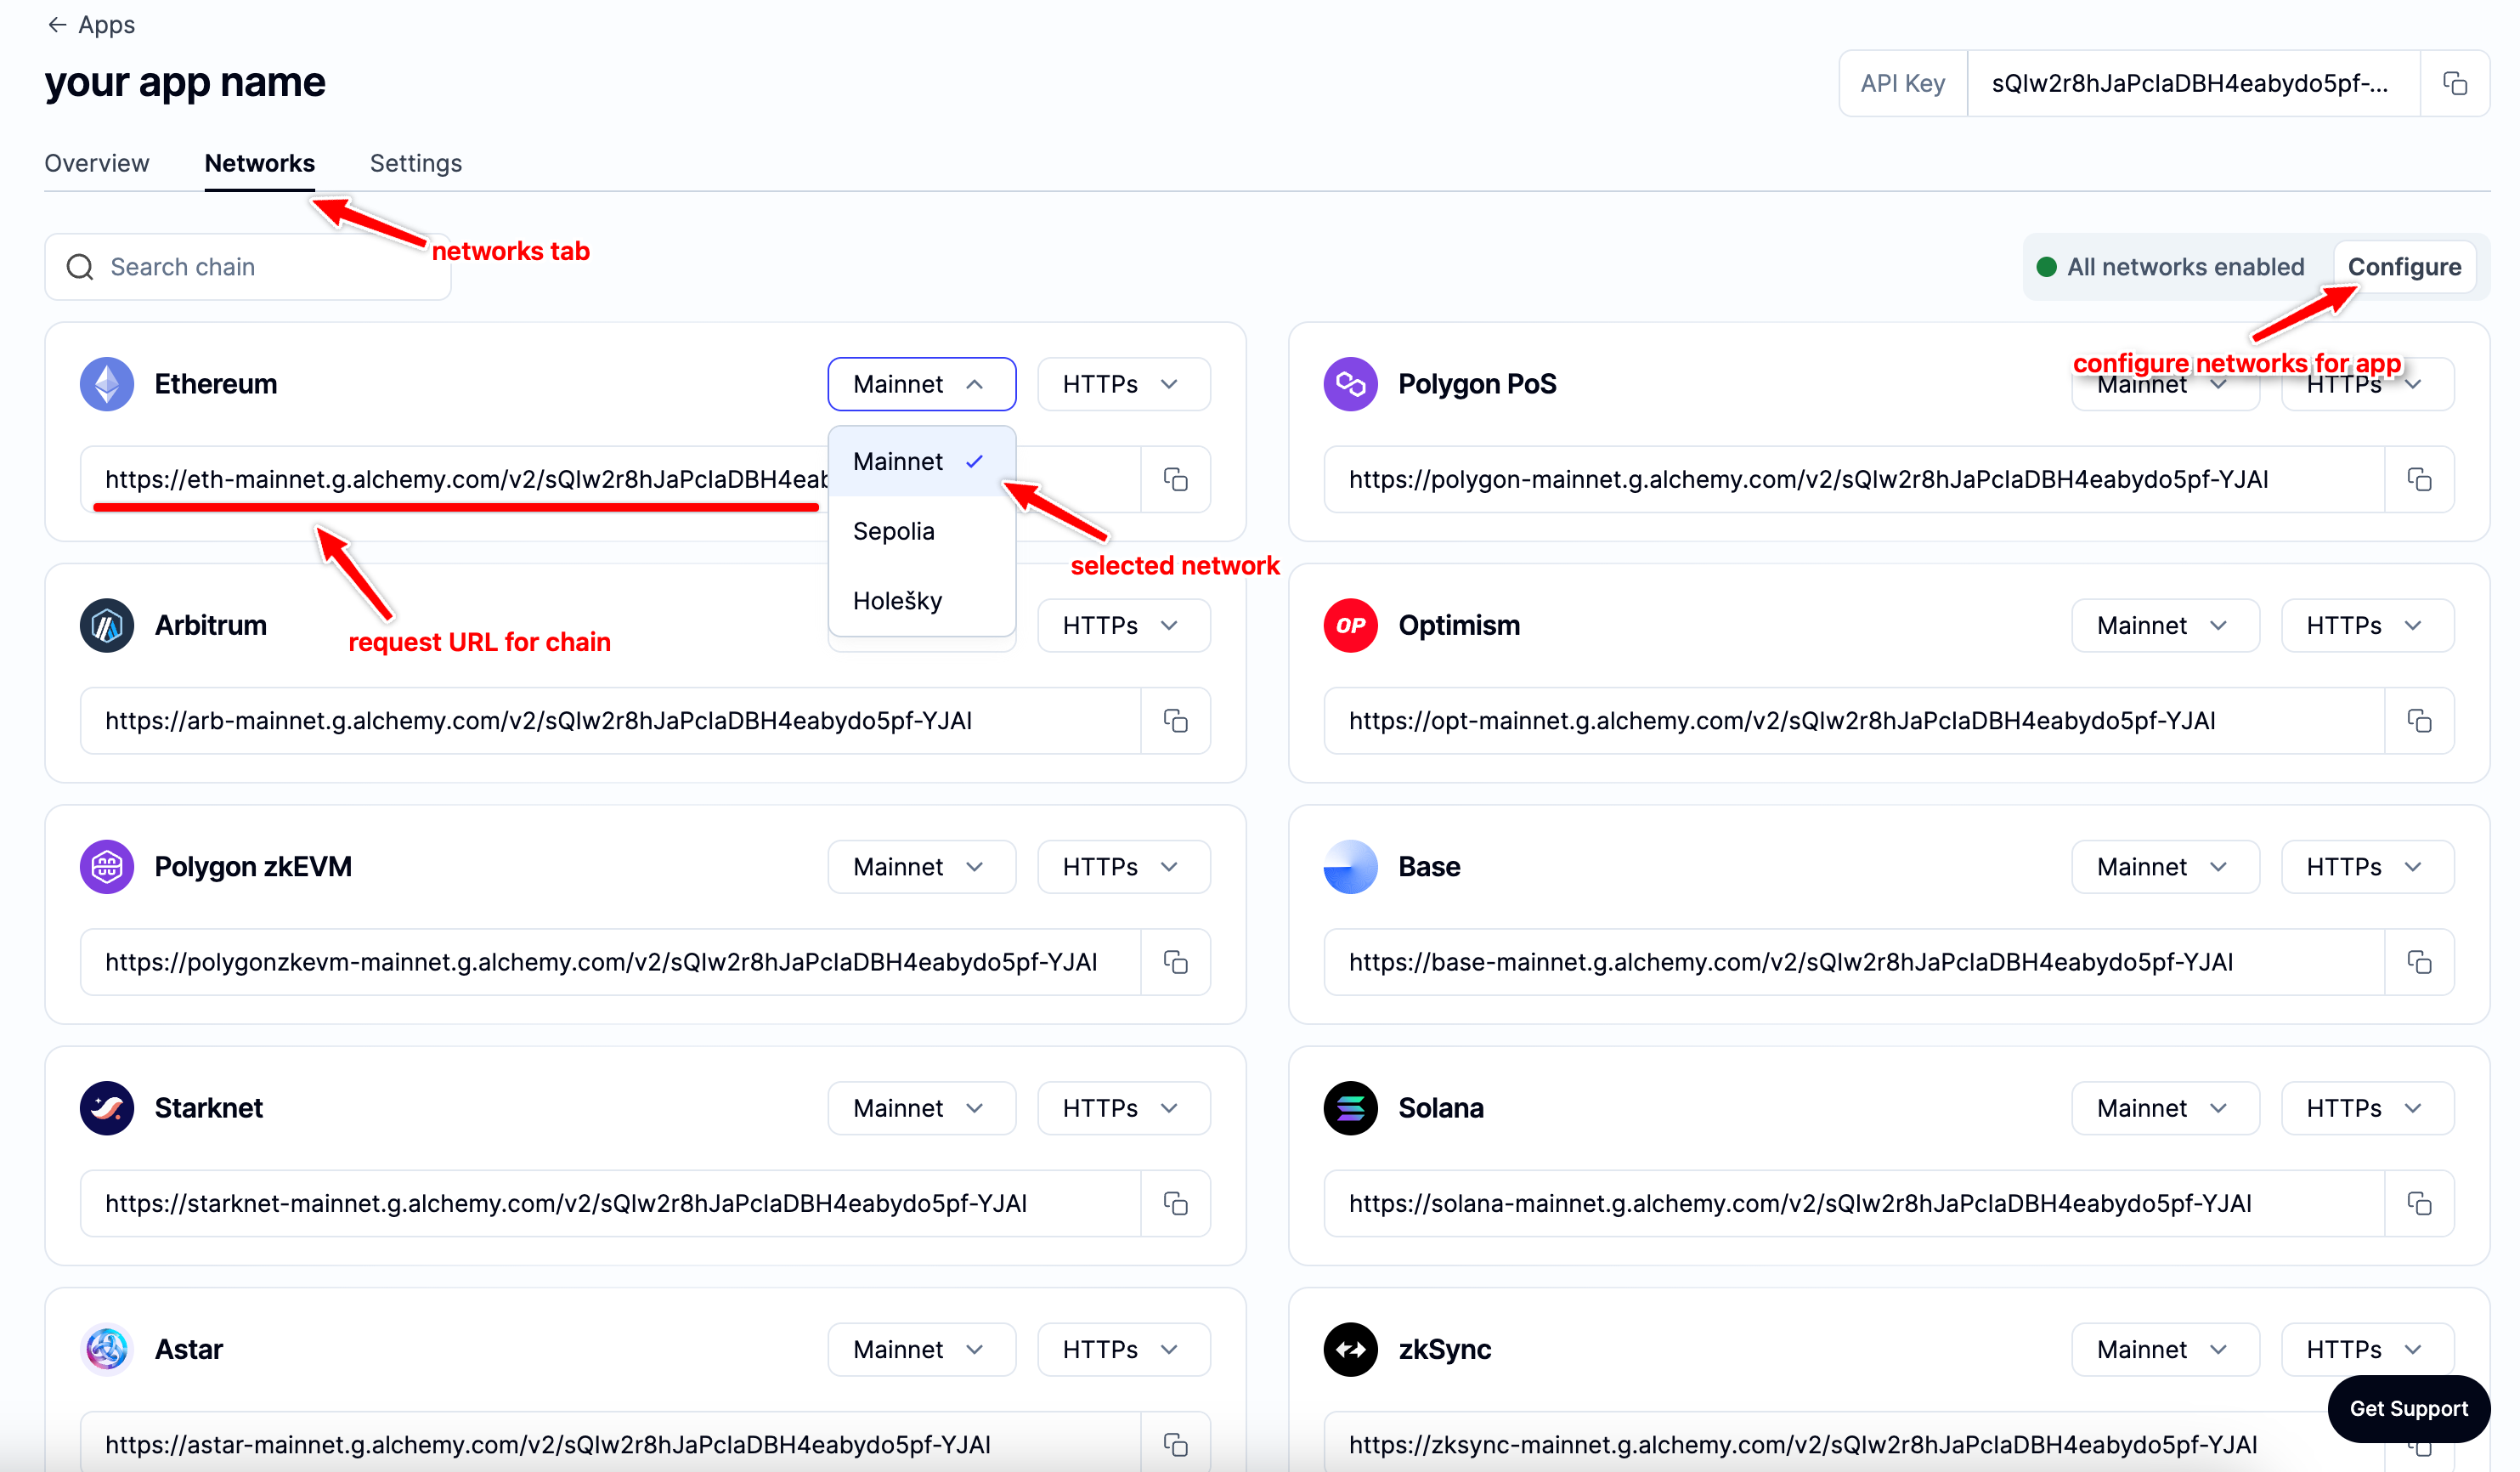 Apps
your app name
API Key
sQlw2r8hJaPclaDBH4eabydo5pf-...
Overview
Networks
Settings
networks tab
Search chain
All networks enabled
Configure
configure networks for app
Ethereum
Mainnet
HTTPs
https://eth-mainnet.g.alchemy.com/v2/sQlw2r8hJaPclaDBH4eab
Mainnet
Sepolia
Holešky
selected network
request URL for chain
Polygon PoS
Mainnet
HTTPs
https://polygon-mainnet.g.alchemy.com/v2/sQlw2r8hJaPclaDBH4eabydo5pf-YJAI
Arbitrum
HTTPs
https://arb-mainnet.g.alchemy.com/v2/sQlw2r8hJaPclaDBH4eabydo5pf-YJAI
OP
Optimism
Mainnet
HTTPs
https://opt-mainnet.g.alchemy.com/v2/sQlw2r8hJaPclaDBH4eabydo5pf-YJAI
Polygon zkEVM
Mainnet
HTTPs
https://polygonzkevm-mainnet.g.alchemy.com/v2/sQlw2r8hJaPclaDBH4eabydo5pf-YJAI
Base
Mainnet
HTTPs
https://base-mainnet.g.alchemy.com/v2/sQlw2r8hJaPclaDBH4eabydo5pf-YJAI
Starknet
Mainnet
HTTPs
https://starknet-mainnet.g.alchemy.com/v2/sQlw2r8hJaPclaDBH4eabydo5pf-YJAI
Solana
Mainnet
HTTPs
https://solana-mainnet.g.alchemy.com/v2/sQlw2r8hJaPclaDBH4eabydo5pf-YJAI
Astar
Mainnet
HTTPs
https://astar-mainnet.g.alchemy.com/v2/sQlw2r8hJaPclaDBH4eabydo5pf-YJAI
zkSync
Mainnet
HTTPs
https://zksync-mainnet.g.alchemy.com/v2/sQlw2r8hJaPclaDBH4eabydo5pf-YJAI
Get Support